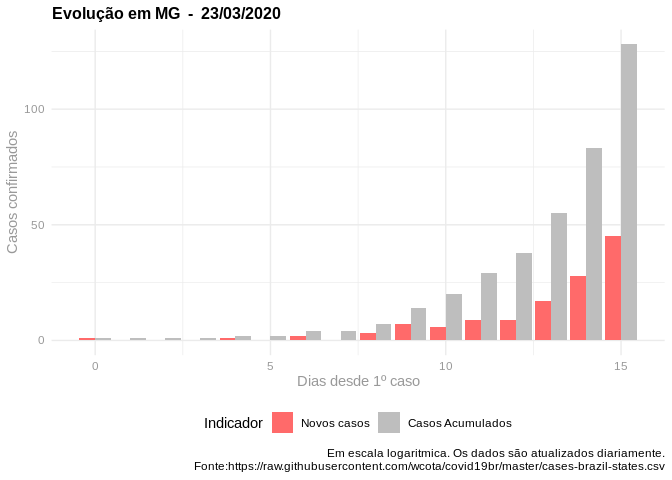 Evolução em MG - 23/03/2020
Casos confirmados
100
50
0
0
5
10
15
Dias desde 1º caso
Indicador
Novos casos
Casos Acumulados
Em escala logaritmica. Os dados são atualizados diariamente.
Fonte:https://raw.githubusercontent.com/wcota/covid19br/master/cases-brazil-states.csv